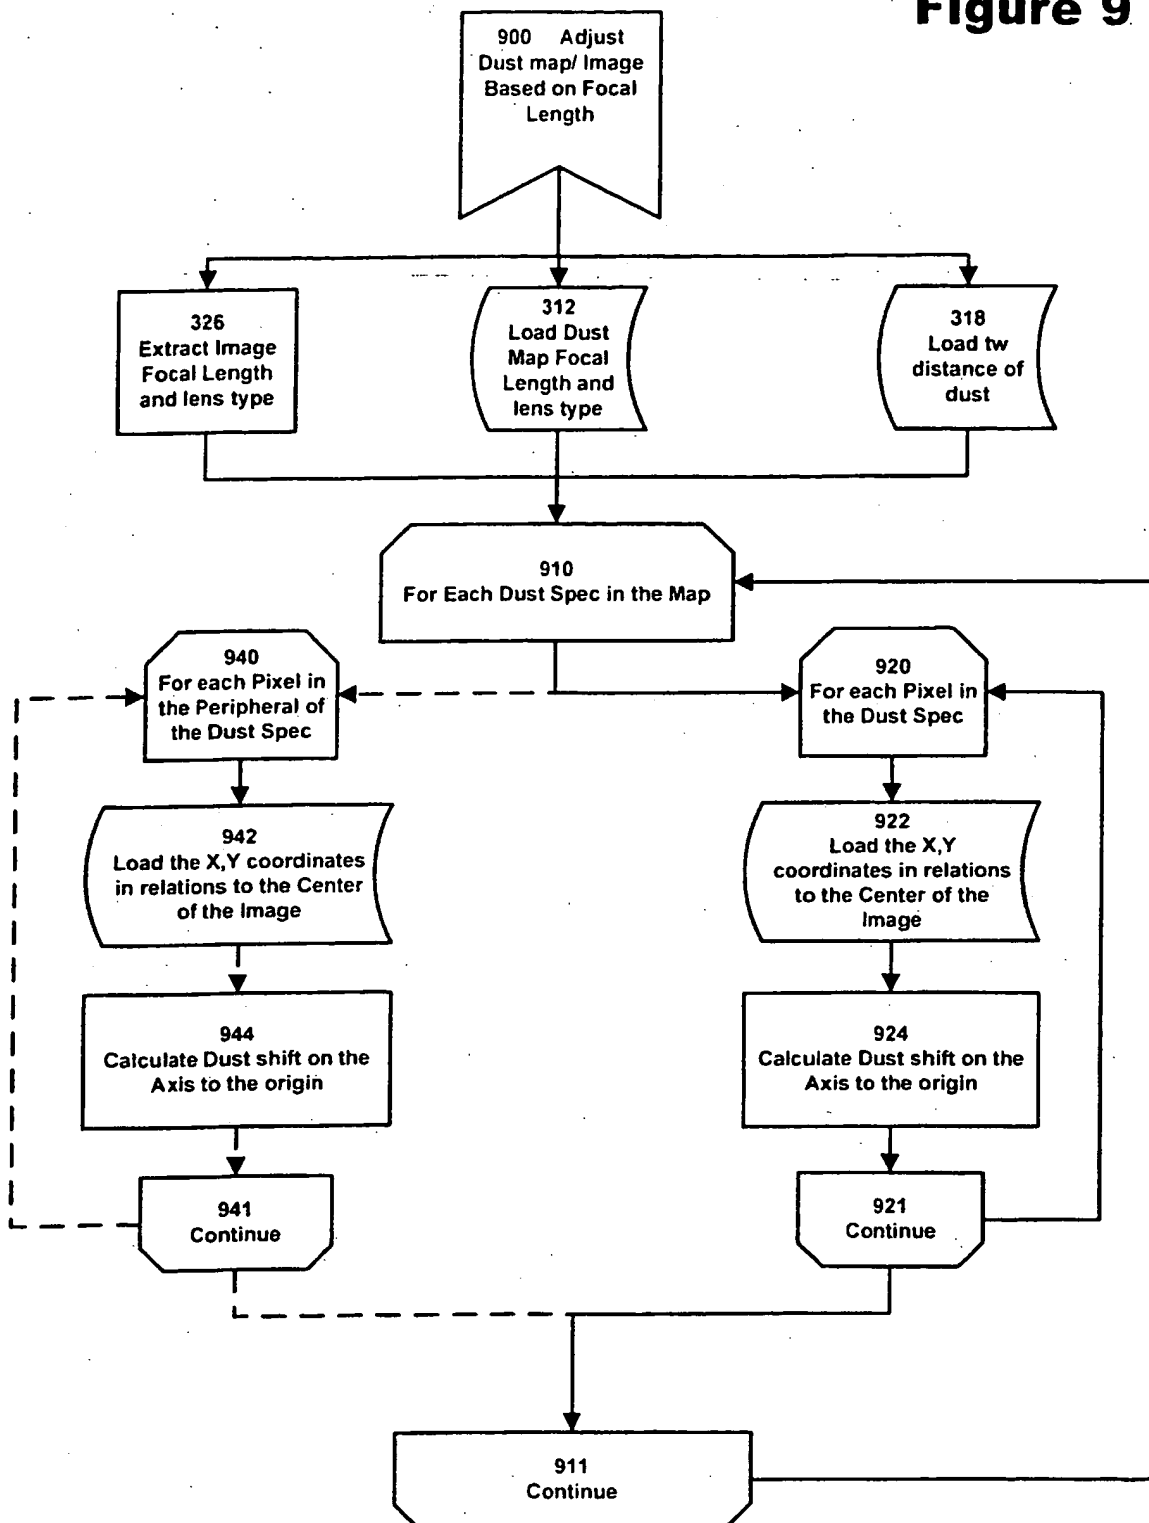 Figure 9
900 Adjust
Dust map/ Image
Based on Focal
Length
326
Extract Image
Focal Length
and lens type
312
Load Dust
Map Focal
Length and
lens type
318
Load tw
distance of
dust
910
For Each Dust Spec in the Map
940
For each Pixel in
the Peripheral of
the Dust Spec
920
For each Pixel in
the Dust Spec
942
Load the X,Y coordinates
in relations to the Center
of the Image
922
Load the X,Y
coordinates in relations
to the Center of the
Image
944
Calculate Dust shift on the
Axis to the origin
924
Calculate Dust shift on the
Axis to the origin
941
Continue
921
Continue
911
Continue